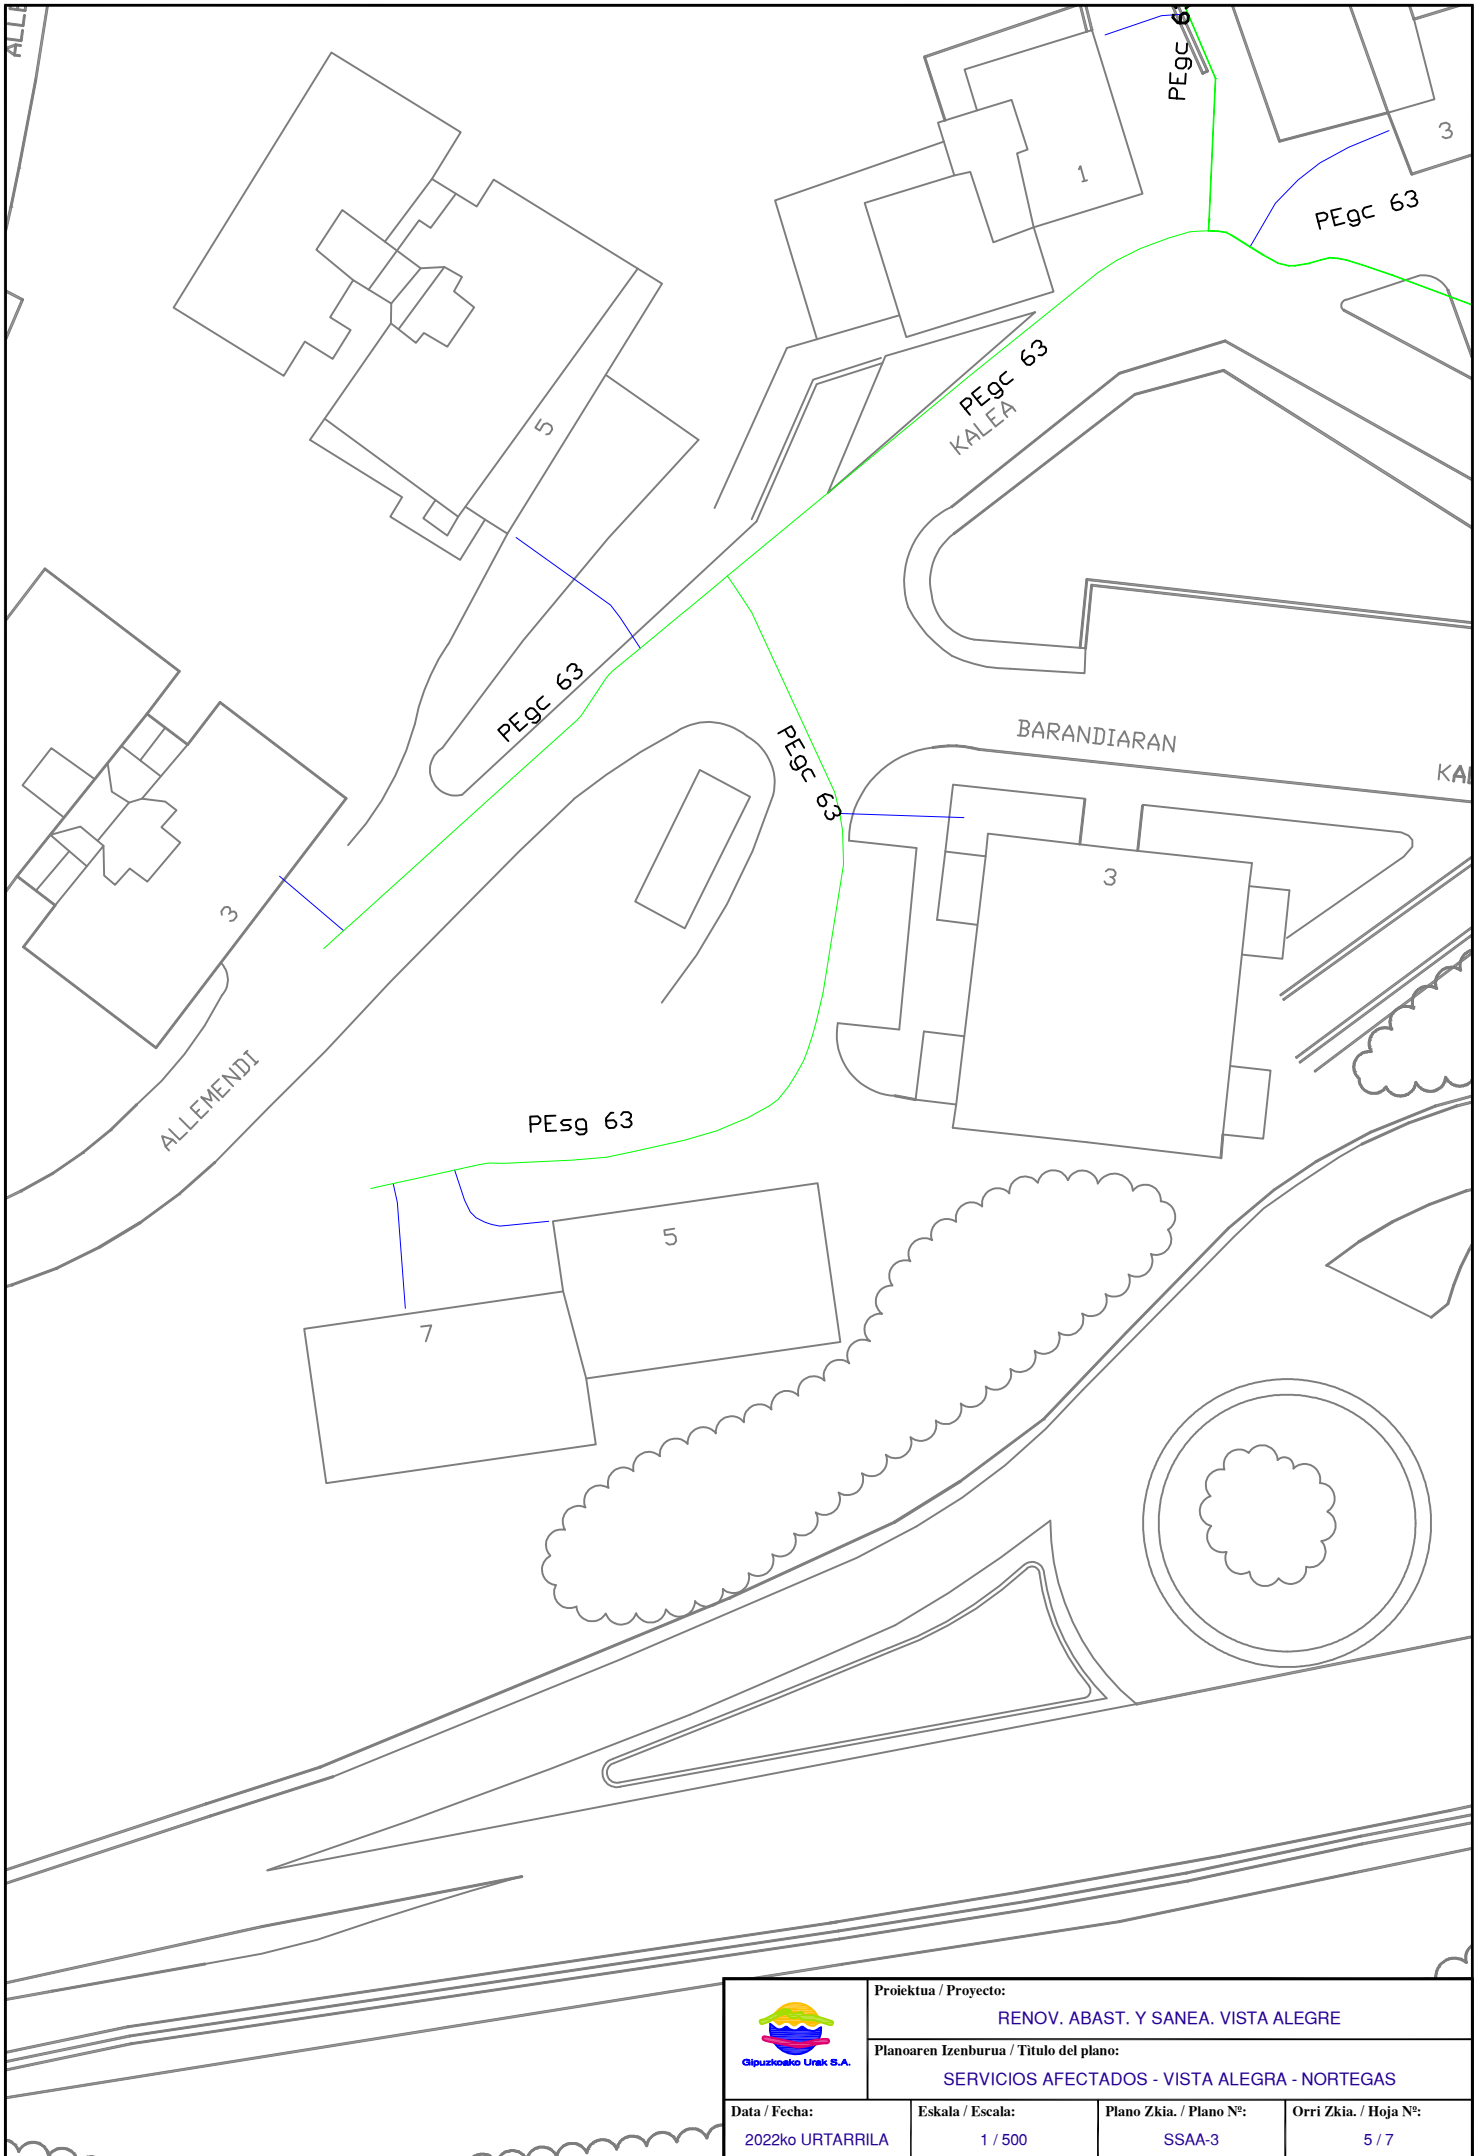 ALLE
PEgc 63
1
3
PEgc 63
PEgc 63
KALEA
5
PEgc 63
PEgc 63
BARANDIARAN
KAL
3
3
ALLEMENDI
PEsg 63
5
7
Proiektua / Proyecto:
RENOV. ABAST. Y SANEA. VISTA ALEGRE
Planoaren Izenburua / Titulo del plano:
SERVICIOS AFECTADOS - VISTA ALEGRA - NORTEGAS
Gipuzkoako Urak S.A.
Data / Fecha:
2022ko URTARRILA
Eskala / Escala:
1 / 500
Plano Zkia. / Plano Nº:
SSAA-3
Orri Zkia. / Hoja Nº:
5 / 7